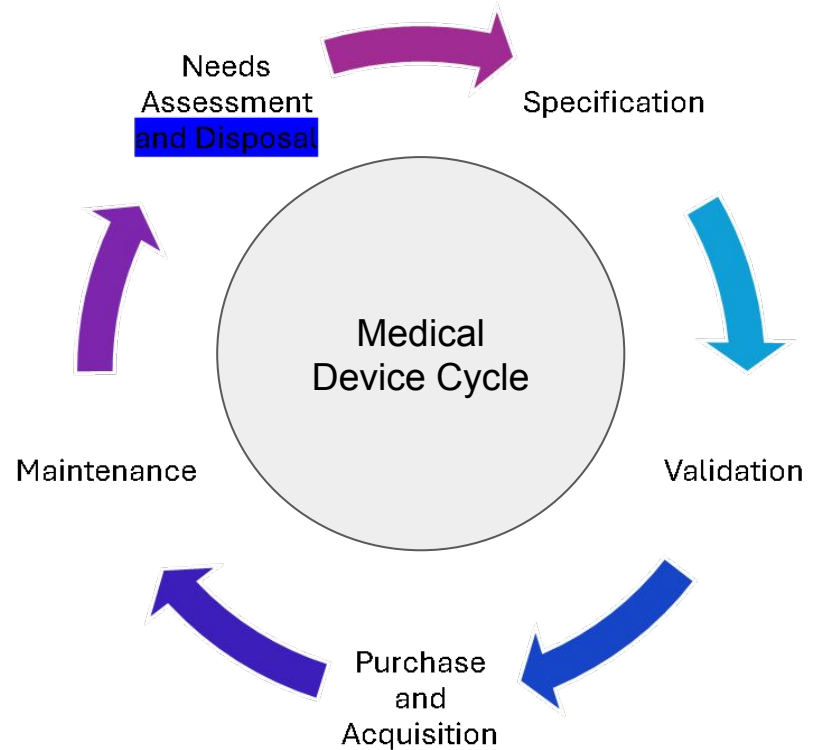 Needs
Assessment
and Disposal
Specification
Medical
Device Cycle
Maintenance
Validation
Purchase
and
Acquisition